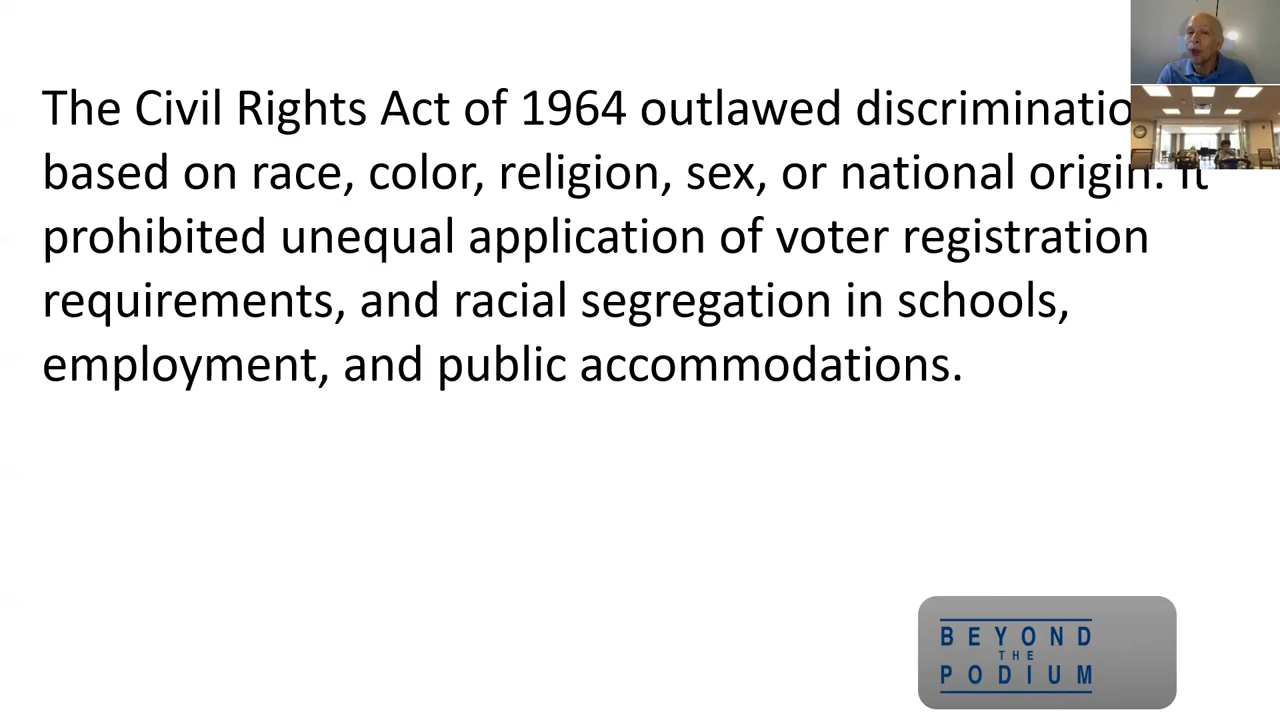 The Civil Rights Act of 1964 outlawed discriminatio
based on race, color, religion, sex, or national origin. It
prohibited unequal application of voter registration
requirements, and racial segregation in schools,
employment, and public accommodations.
BEYOND
THE
PODIUM